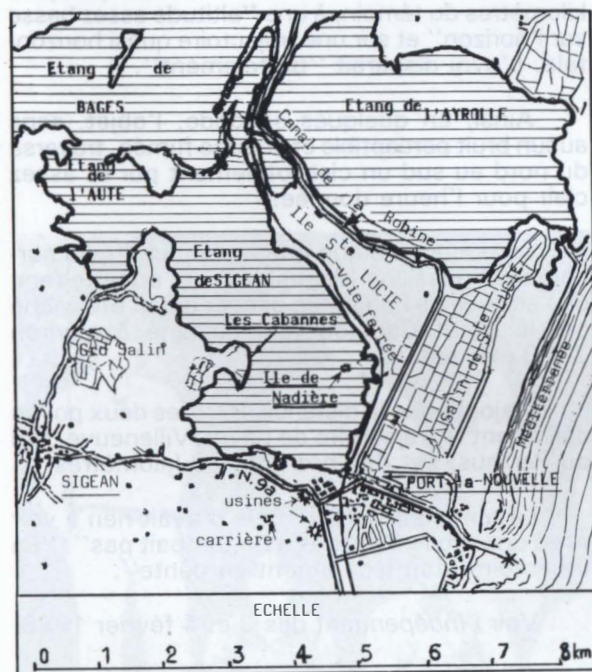 Etang de
BAGES
Etang de
L'AYROLLE
Etang
de
L'AUTE
Canal de la Robine
Ile Ste LUCIE
voie ferrée
Etang
de SIGEAN
Les Cabannes
Ile de
Nadière
Grd Salin
Salin de Ste LUCIE
Méditerranée
SIGEAN
N.9a
PORT la NOUVELLE
usines
carrière
ECHELLE
0 1 2 3 4 5 6 7 8 km